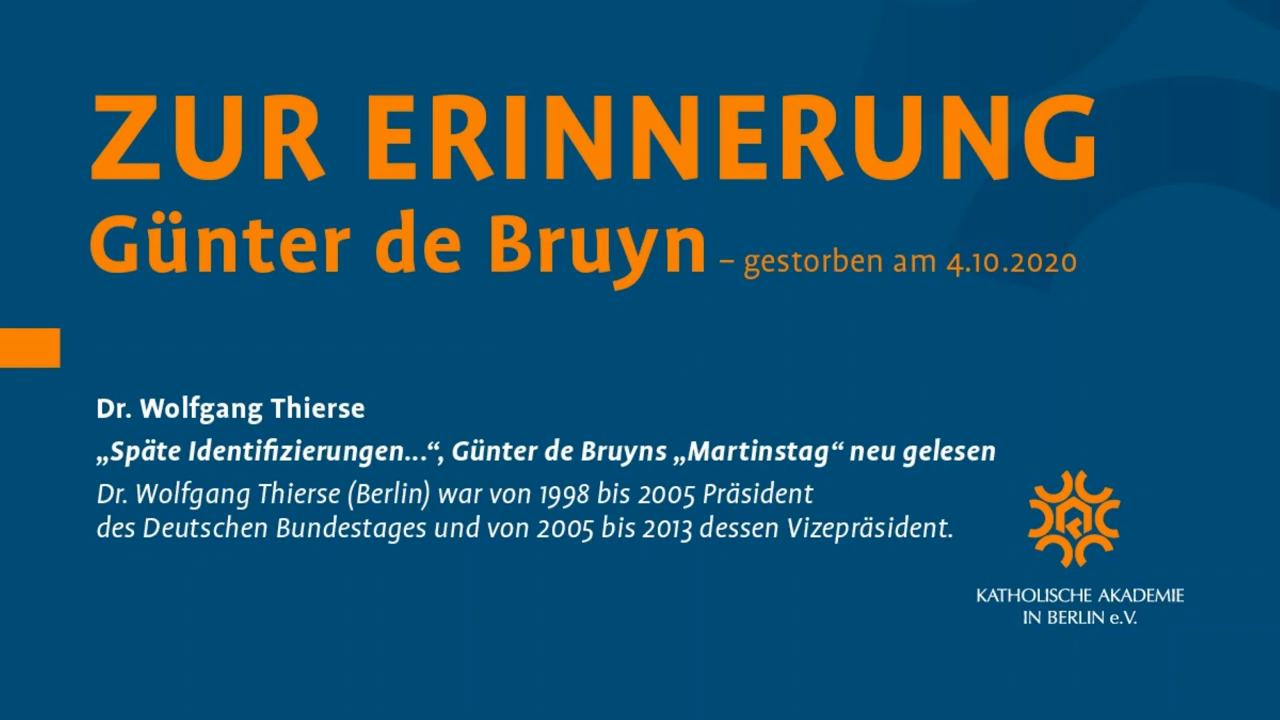 ZUR ERINNERUNG
Günter de Bruyn – gestorben am 4.10.2020
Dr. Wolfgang Thierse
„Späte Identifizierungen...“, Günter de Bruyns „Martinstag“ neu gelesen
Dr. Wolfgang Thierse (Berlin) war von 1998 bis 2005 Präsident
des Deutschen Bundestages und von 2005 bis 2013 dessen Vizepräsident.
KATHOLISCHE AKADEMIE
IN BERLIN e.V.